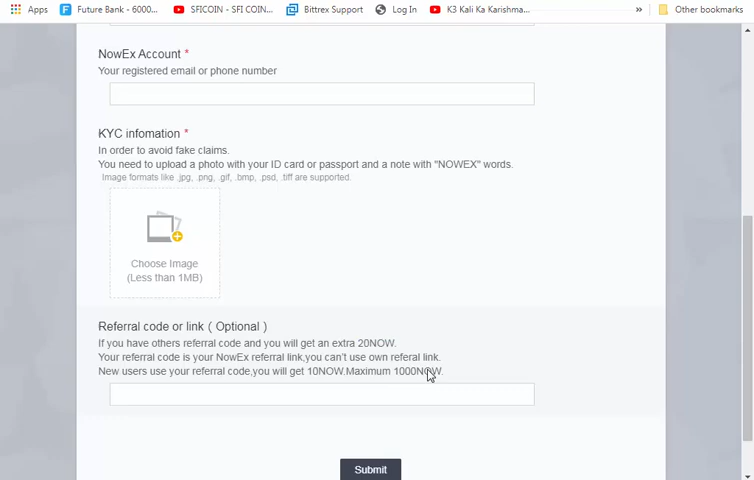 Apps
Future Bank - 6000...
SFICOIN - SFI COIN...
Bittrex Support
Log In
K3 Kali Ka Karishma...
»
Other bookmarks
NowEx Account *
Your registered email or phone number
KYC infomation *
In order to avoid fake claims.
You need to upload a photo with your ID card or passport and a note with "NOWEX" words.
Image formats like .jpg, .png, .gif, .bmp, .psd, .tiff are supported.
Choose Image
(Less than 1MB)
Referral code or link ( Optional )
If you have others referral code and you will get an extra 20NOW.
Your referral code is your NowEx referral link,you can't use own referal link.
New users use your referral code,you will get 10NOW.Maximum 1000NOW.
Submit